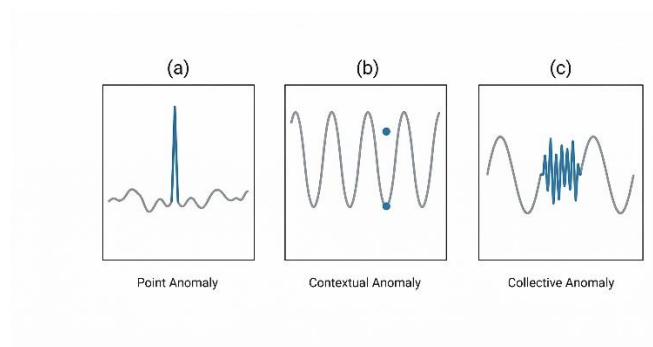 (a)
(b)
(c)
Point Anomaly
Contextual Anomaly
Collective Anomaly